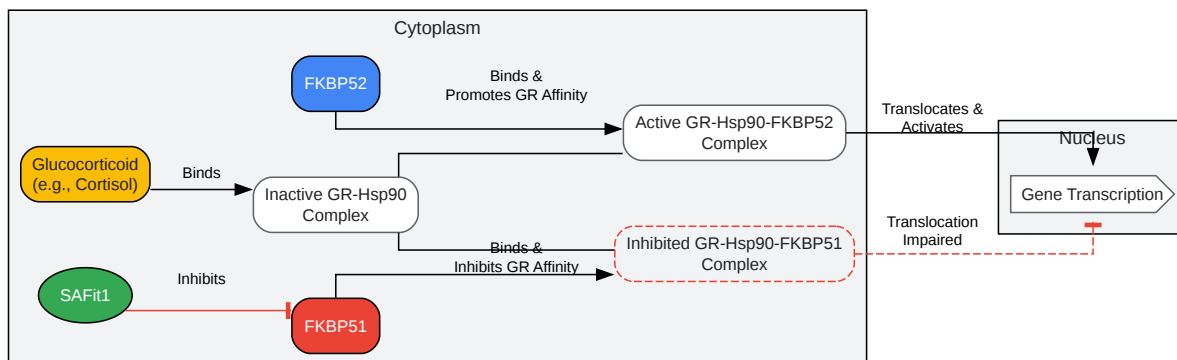 Cytoplasm
FKBP52
Binds &
Promotes GR Affinity
Active GR-Hsp90-FKBP52
Complex
Translocates &
Activates
Nucleus
Gene Transcription
Glucocorticoid
(e.g., Cortisol)
Binds
Inactive GR-Hsp90
Complex
Binds &
Inhibits GR Affinity
Inhibited GR-Hsp90-FKBP51
Complex
Translocation
Impaired
SAFit1
Inhibits
FKBP51